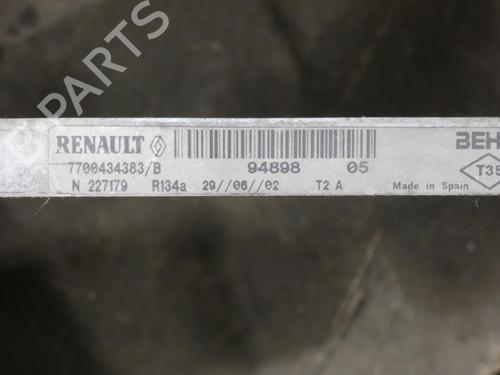 B-PARTS
RENAULT
7700434383/B 94898 05
N 227179 R134a 29//06//02 T2 A
BEH
T35
Made in Spain